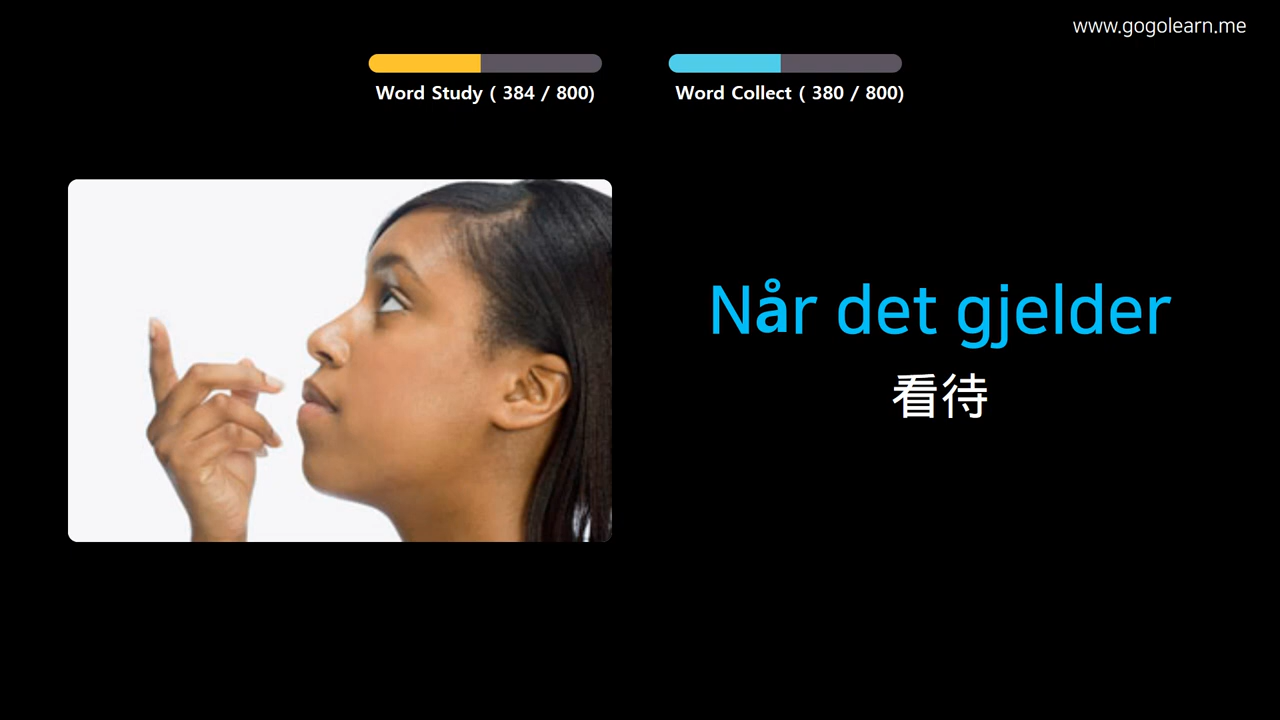 www.gogolearn.me
Word Study ( 384 / 800)
Word Collect ( 380 / 800)
Når det gjelder
看待